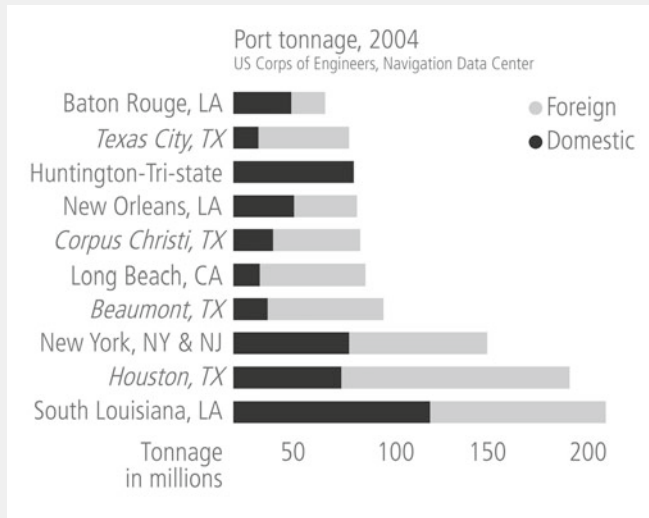 Port tonnage, 2004
US Corps of Engineers, Navigation Data Center
Baton Rouge, LA
Foreign
Texas City, TX
Domestic
Huntington-Tri-state
New Orleans, LA
Corpus Christi, TX
Long Beach, CA
Beaumont, TX
New York, NY & NJ
Houston, TX
South Louisiana, LA
Tonnage 50 100 150 200
in millions